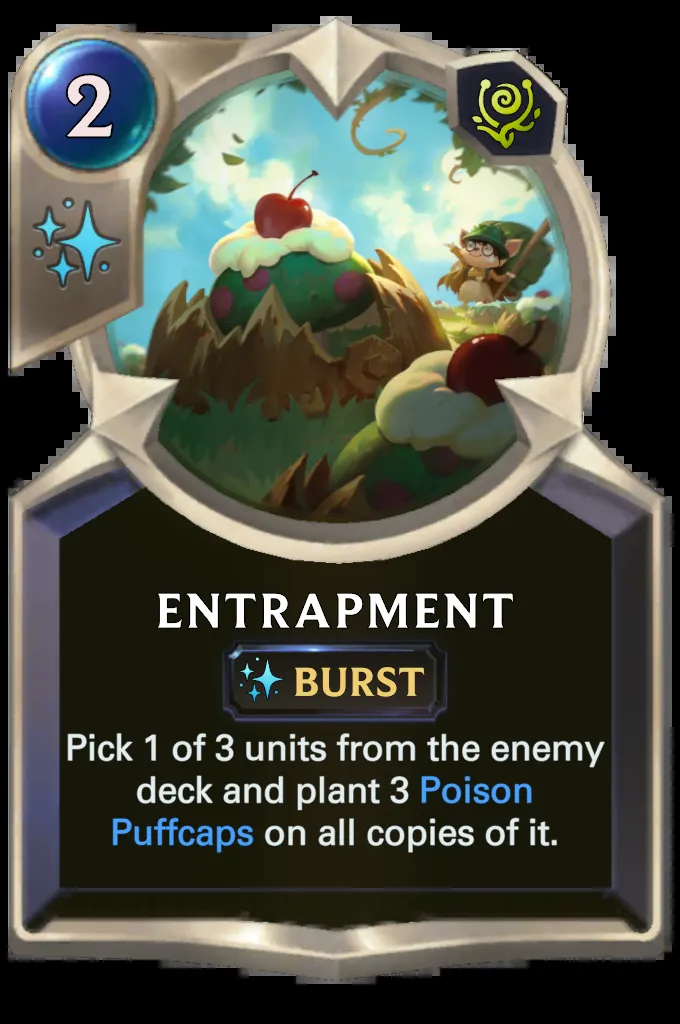 2
ENTRAPMENT
BURST
Pick 1 of 3 units from the enemy
deck and plant 3 Poison
Puffcaps on all copies of it.